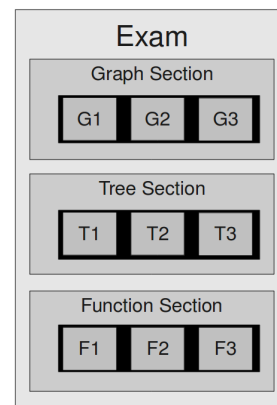 Exam
Graph Section
G1 G2 G3
Tree Section
T1 T2 T3
Function Section
F1 F2 F3